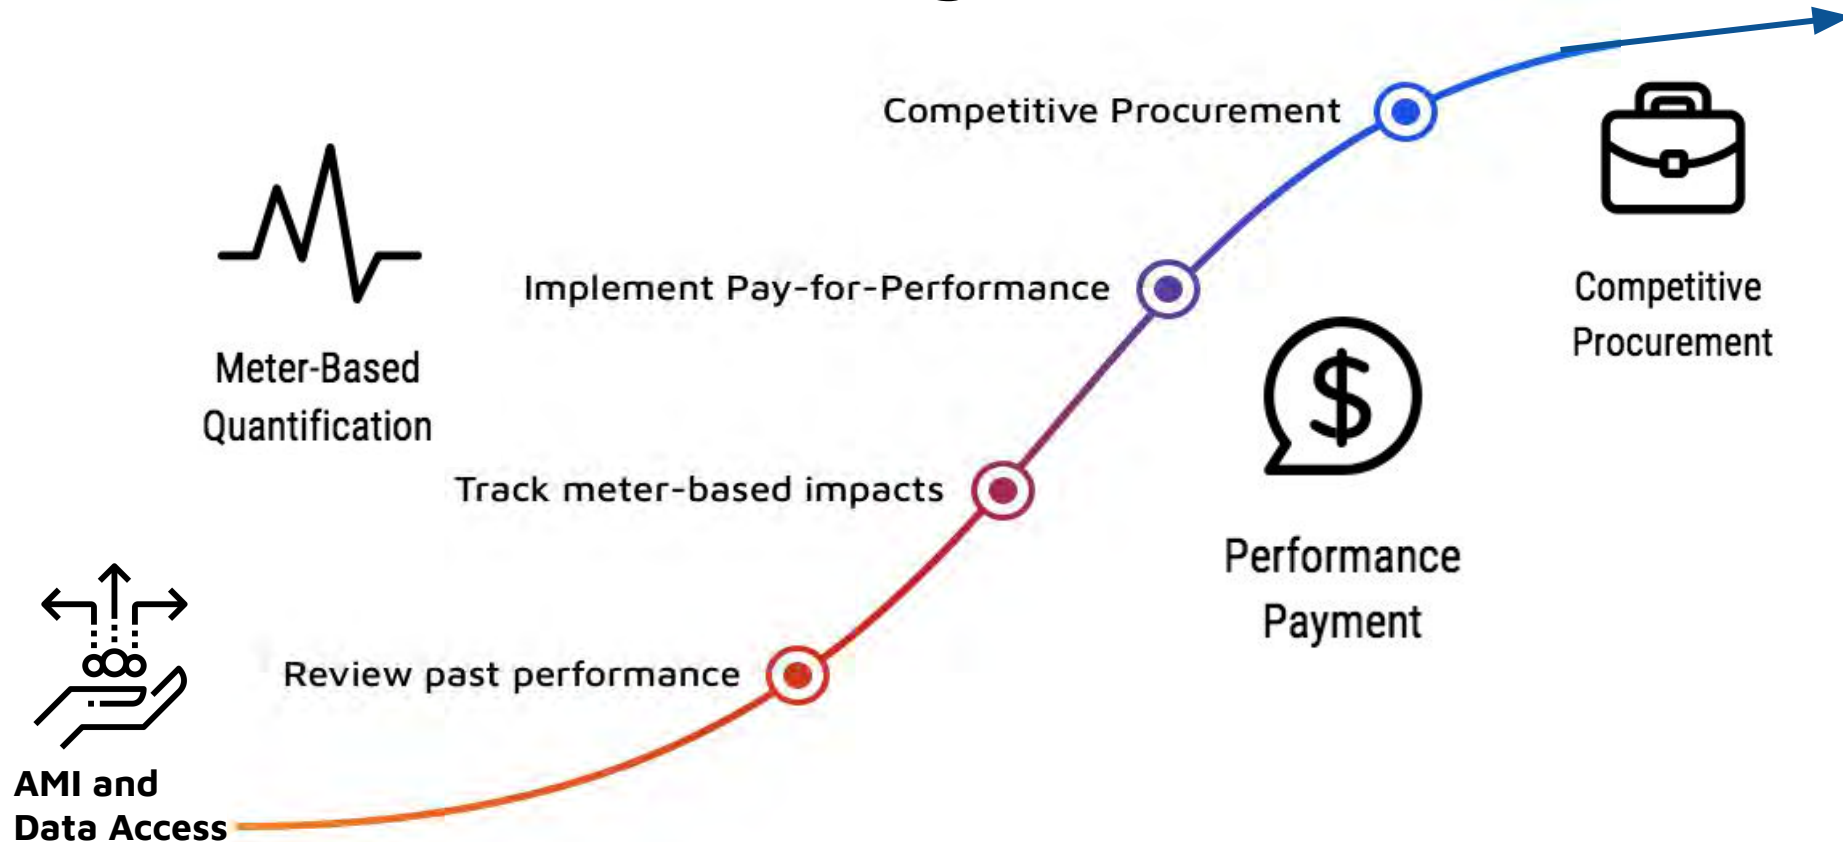 Competitive Procurement
Implement Pay-for-Performance
Competitive
Procurement
Meter-Based
Quantification
Track meter-based impacts
Performance
Payment
Review past performance
AMI and
Data Access